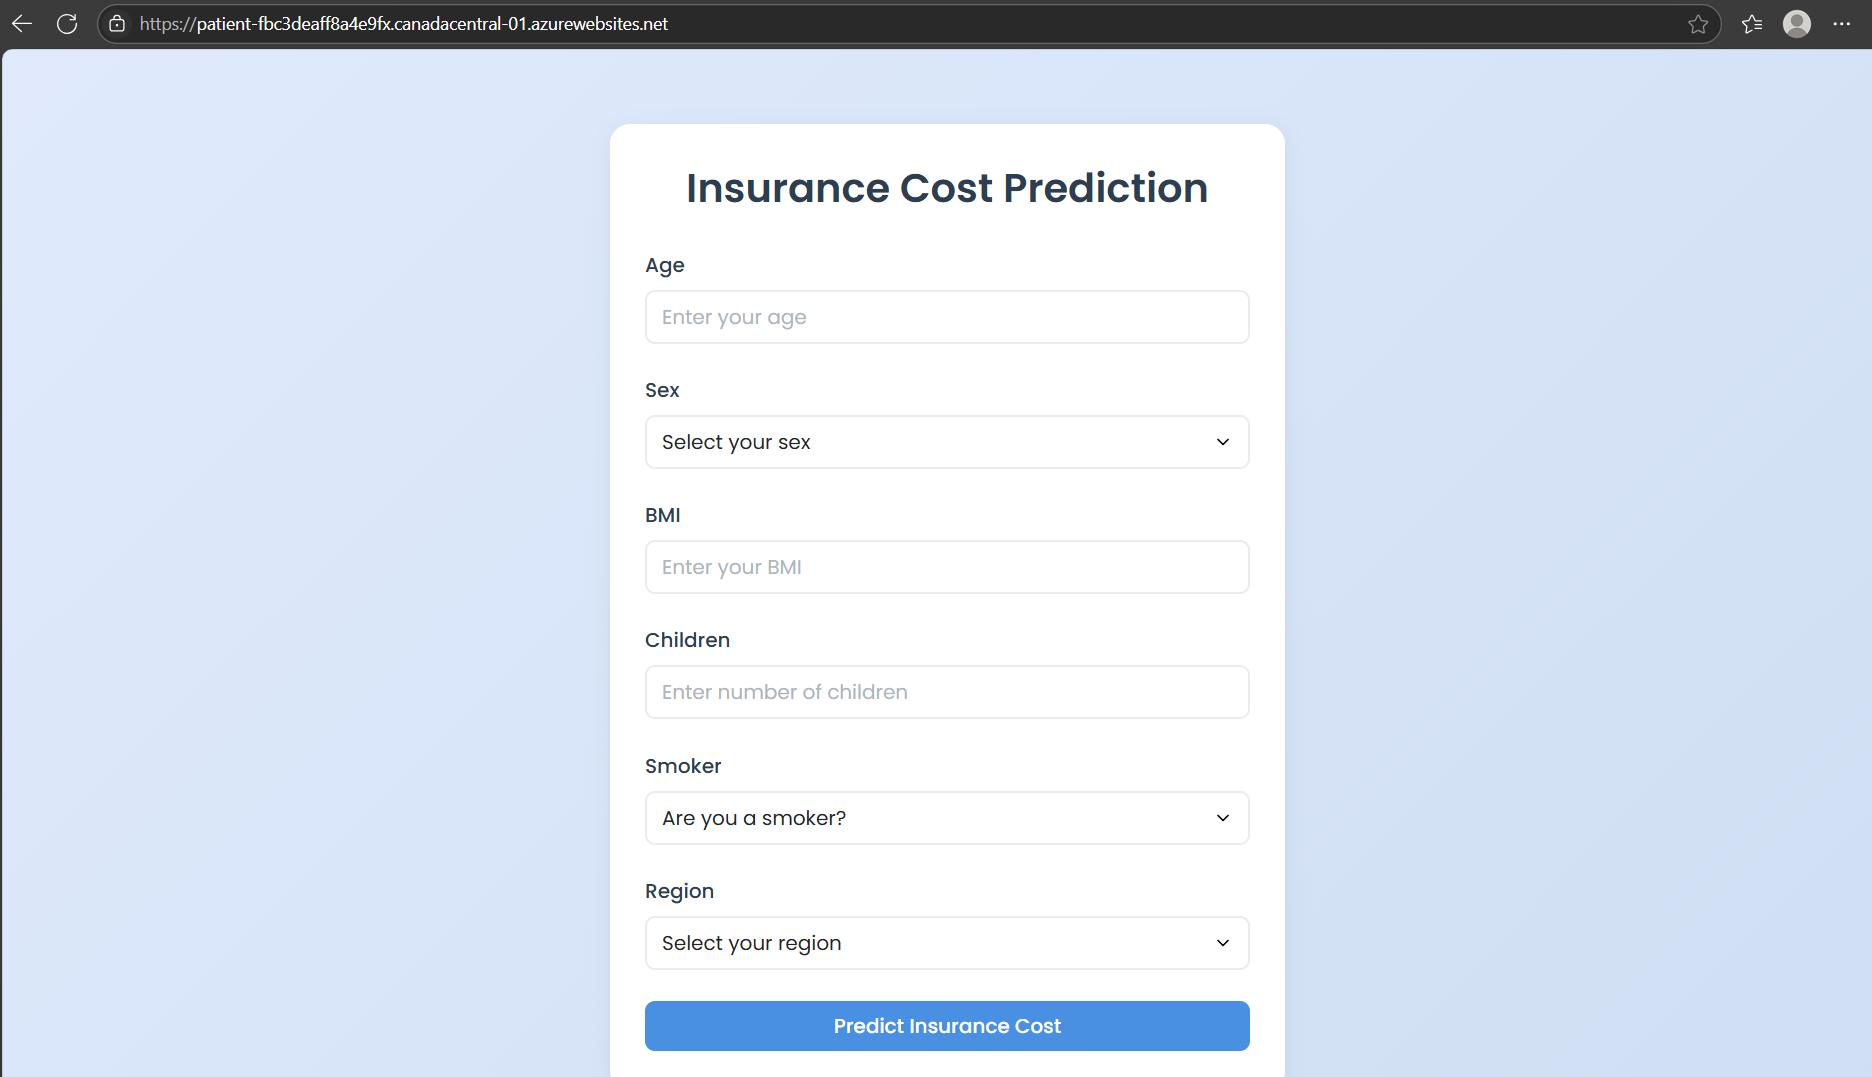 https://patient-fbc3deaff8a4e9fx.canadacentral-01.azurewebsites.net
Insurance Cost Prediction
Age
Enter your age
Sex
Select your sex
BMI
Enter your BMI
Children
Enter number of children
Smoker
Are you a smoker?
Region
Select your region
Predict Insurance Cost